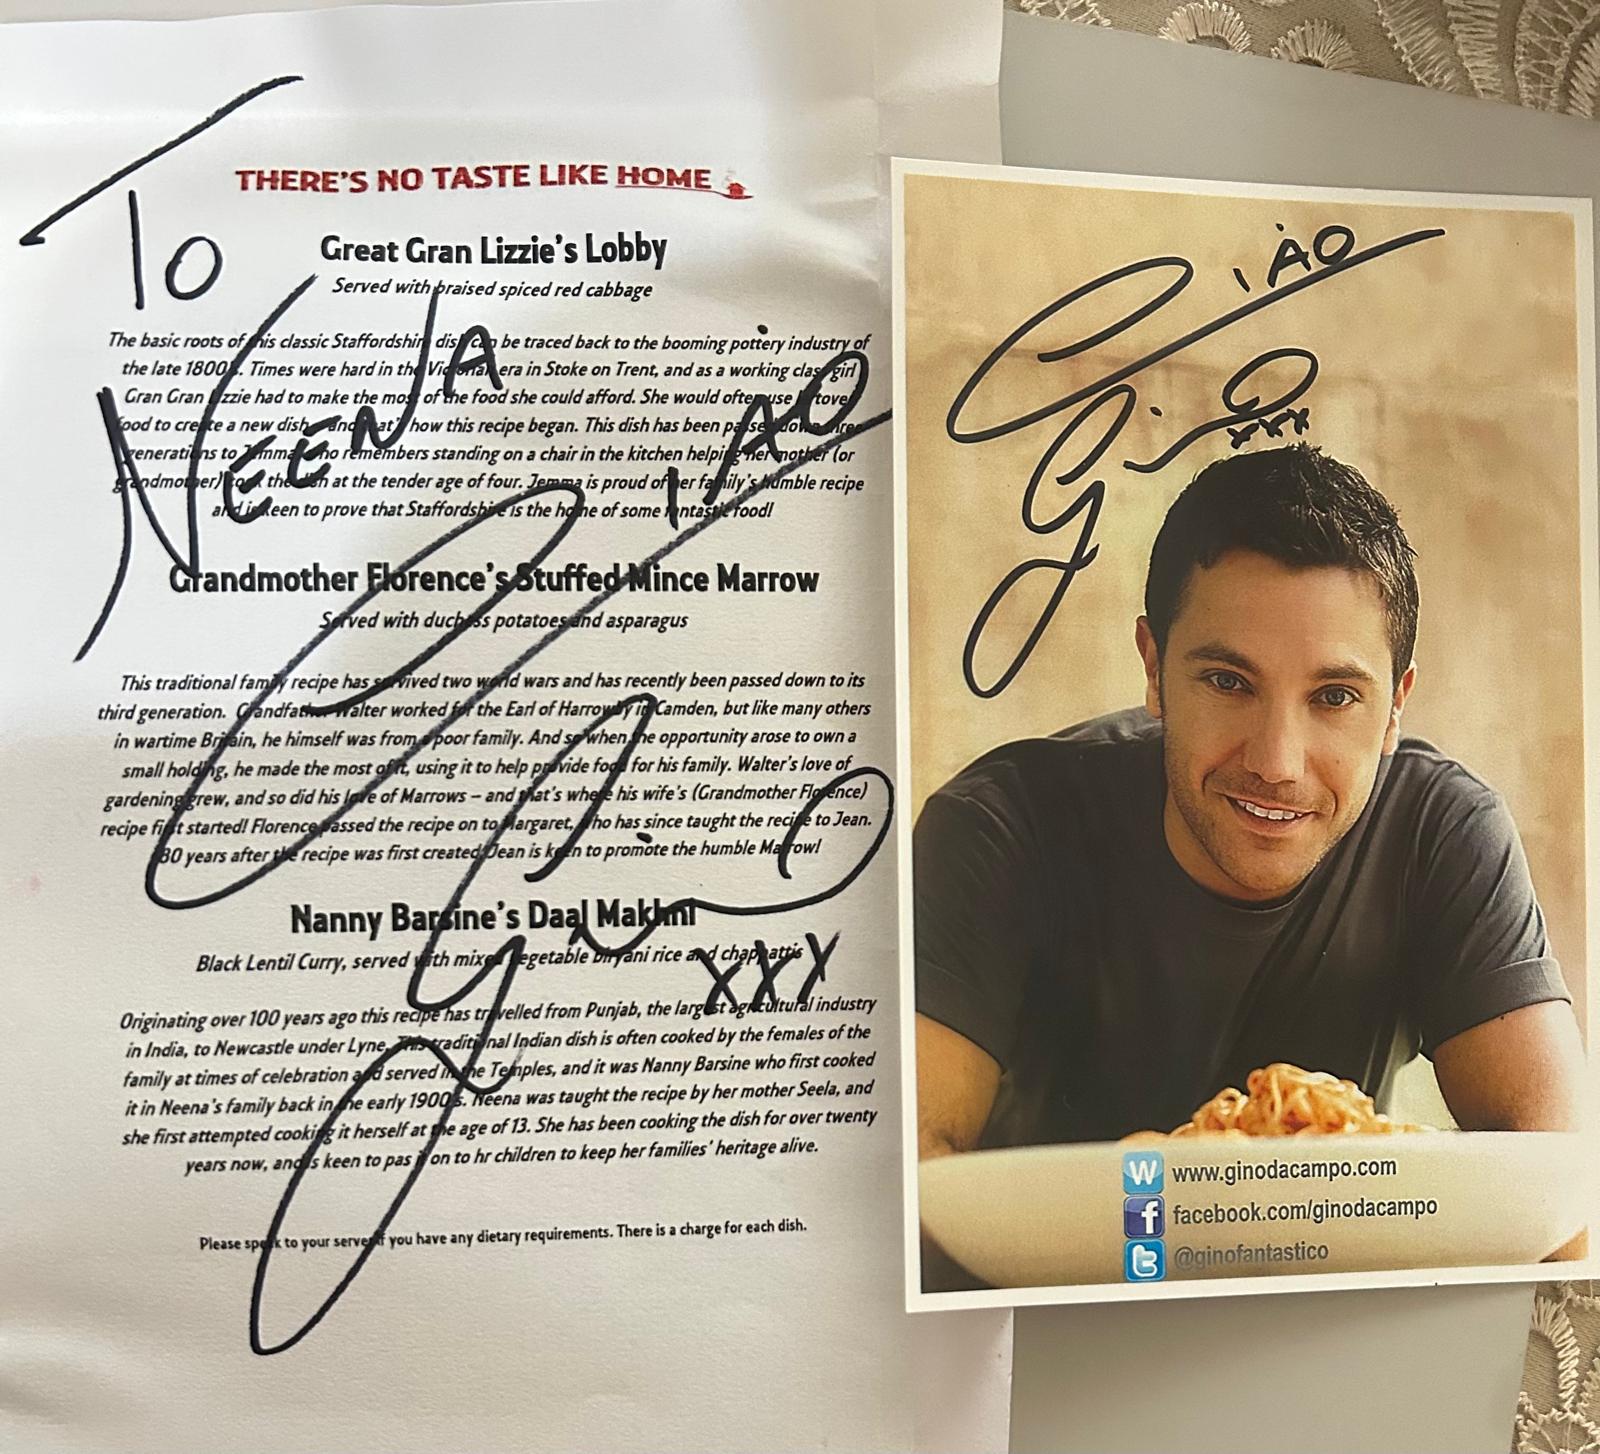 To
NEENA
CIAO
Gino
xxx
THERE'S NO TASTE LIKE HOME
Great Gran Lizzie's Lobby
Served with braised spiced red cabbage
The basic roots of this classic Staffordshire dish can be traced back to the booming pottery industry of
the late 1800's. Times were hard in the Victorian era in Stoke on Trent, and as a working class girl
Gran Gran Lizzie had to make the most of the food she could afford. She would often use leftover
food to create a new dish, and that's how this recipe began. This dish has been passed down three
generations to Jemma, who remembers standing on a chair in the kitchen helping her mother (or
grandmother) cook the dish at the tender age of four. Jemma is proud of her family's humble recipe
and is keen to prove that Staffordshire is the home of some fantastic food!
Grandmother Florence's Stuffed Mince Marrow
Served with duchess potatoes and asparagus
This traditional family recipe has survived two world wars and has recently been passed down to its
third generation. Grandfather Walter worked for the Earl of Harrowby in Camden, but like many others
in wartime Britain, he himself was from a poor family. And so when the opportunity arose to own a
small holding, he made the most of it, using it to help provide food for his family. Walter's love of
gardening grew, and so did his love of Marrows – and that's where his wife's (Grandmother Florence)
recipe first started! Florence passed the recipe on to Margaret, who has since taught the recipe to Jean.
80 years after the recipe was first created, Jean is keen to promote the humble Marrow!
Nanny Barsine's Daal Makhni
Black Lentil Curry, served with mixed vegetable biryani rice and chappattis
Originating over 100 years ago this recipe has travelled from Punjab, the largest agricultural industry
in India, to Newcastle under Lyne. This traditional Indian dish is often cooked by the females of the
family at times of celebration and served in the Temples, and it was Nanny Barsine who first cooked
it in Neena's family back in the early 1900's. Neena was taught the recipe by her mother Seela, and
she first attempted cooking it herself at the age of 13. She has been cooking the dish for over twenty
years now, and is keen to pas it on to hr children to keep her families' heritage alive.
Please speak to your server if you have any dietary requirements. There is a charge for each dish.
CIAO
Gino
xxx
W www.ginodacampo.com
f facebook.com/ginodacampo
t @ginofantastico